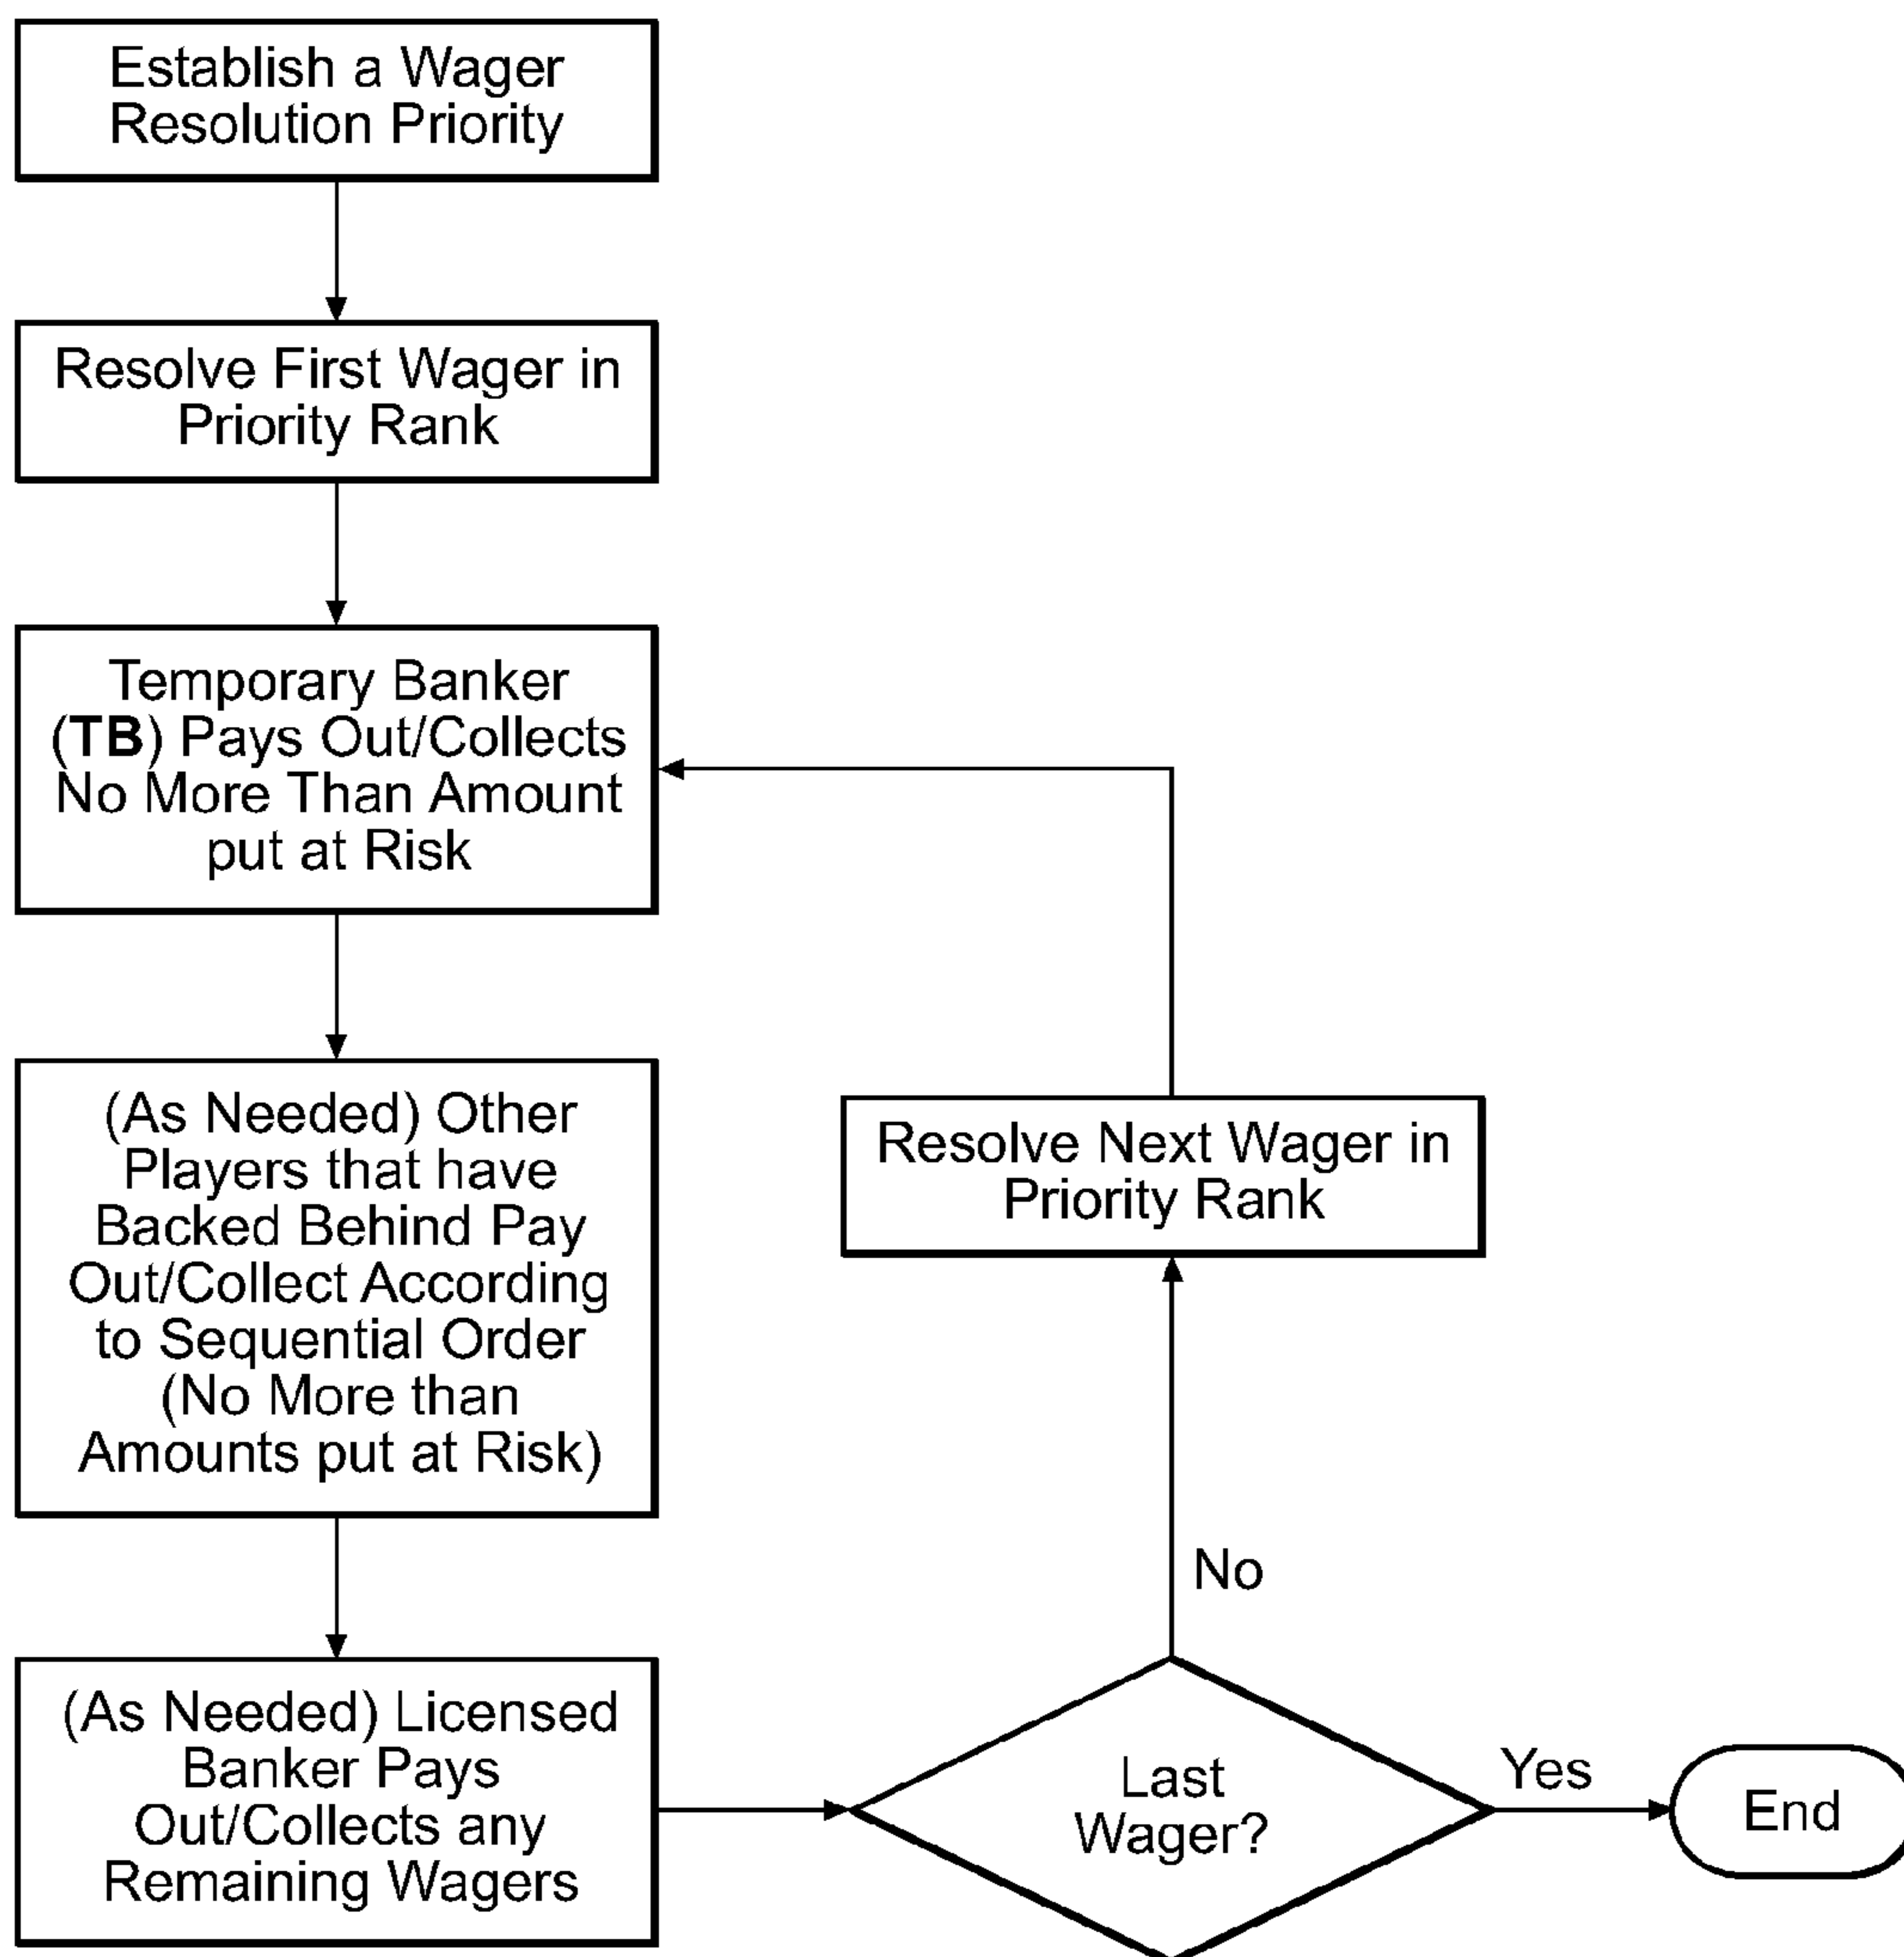 Establish a Wager
Resolution Priority
Resolve First Wager in
Priority Rank
Temporary Banker
(TB) Pays Out/Collects
No More Than Amount
put at Risk
(As Needed) Other
Players that have
Backed Behind Pay
Out/Collect According
to Sequential Order
(No More than
Amounts put at Risk)
(As Needed) Licensed
Banker Pays
Out/Collects any
Remaining Wagers
Last
Wager?
No
Resolve Next Wager in
Priority Rank
Yes
End